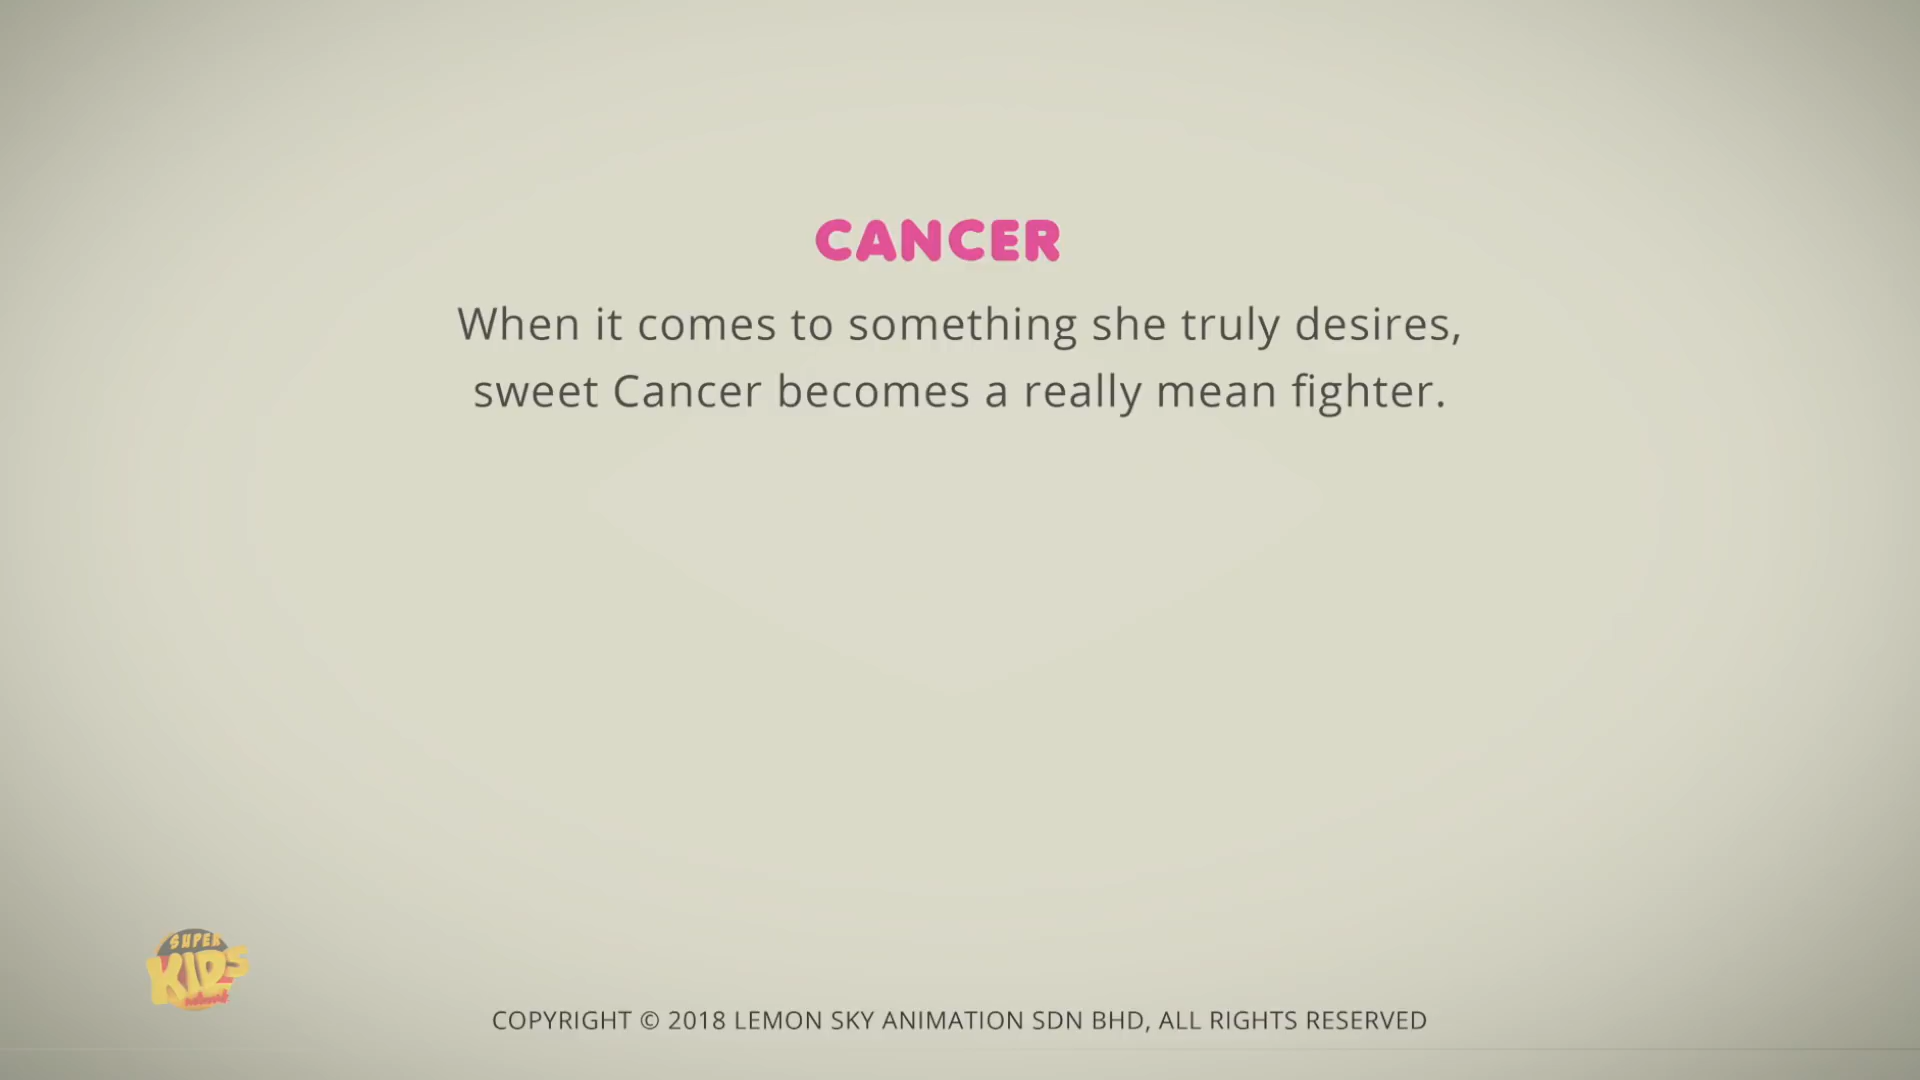 CANCER
When it comes to something she truly desires,
sweet Cancer becomes a really mean fighter.
SUPER
KIDS
network
COPYRIGHT © 2018 LEMON SKY ANIMATION SDN BHD, ALL RIGHTS RESERVED